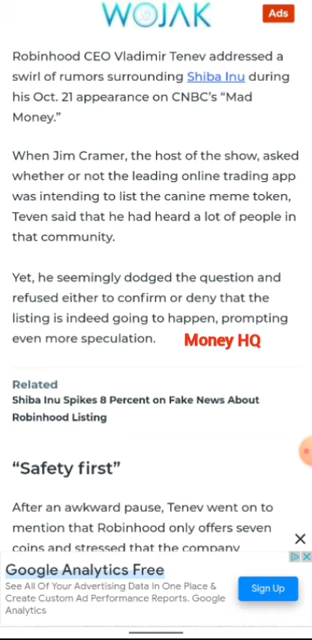 WOJAK
Ads
Robinhood CEO Vladimir Tenev addressed a
swirl of rumors surrounding Shiba Inu during
his Oct. 21 appearance on CNBC's "Mad
Money."
When Jim Cramer, the host of the show, asked
whether or not the leading online trading app
was intending to list the canine meme token,
Teven said that he had heard a lot of people in
that community.
Yet, he seemingly dodged the question and
refused either to confirm or deny that the
listing is indeed going to happen, prompting
even more speculation.
Money HQ
Related
Shiba Inu Spikes 8 Percent on Fake News About
Robinhood Listing
"Safety first"
After an awkward pause, Tenev went on to
mention that Robinhood only offers seven
coins and stressed that the company
Google Analytics Free
See All Of Your Advertising Data In One Place &
Create Custom Ad Performance Reports. Google
Analytics
Sign Up